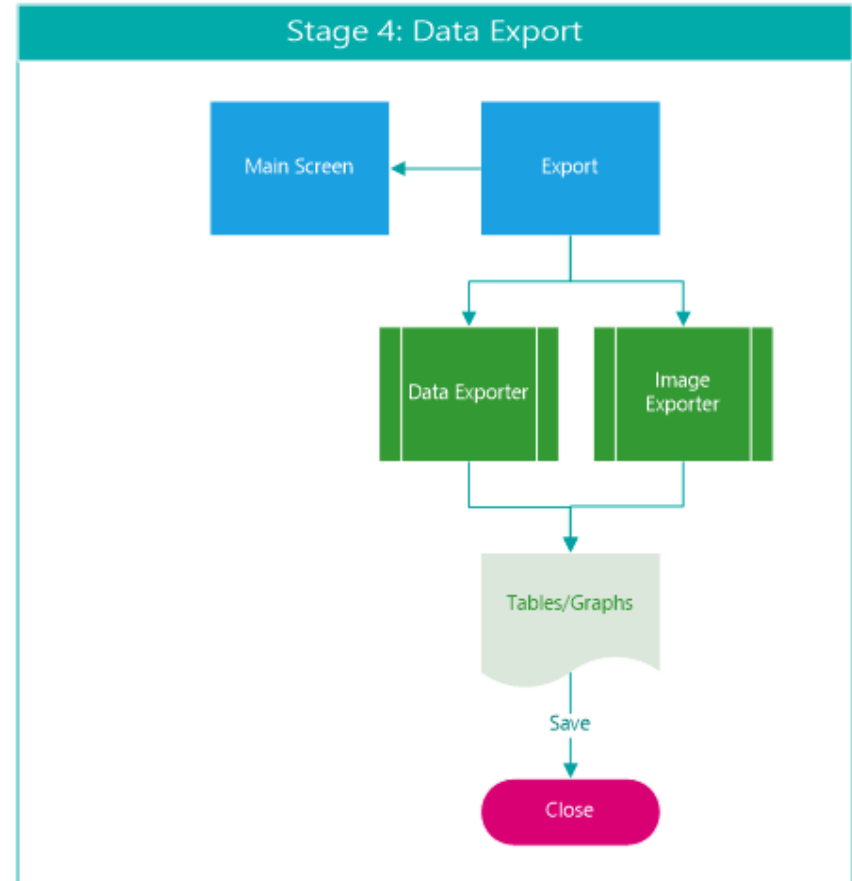 Stage 4: Data Export
Main Screen
Export
Data Exporter
Image
Exporter
Tables/Graphs
Save
Close